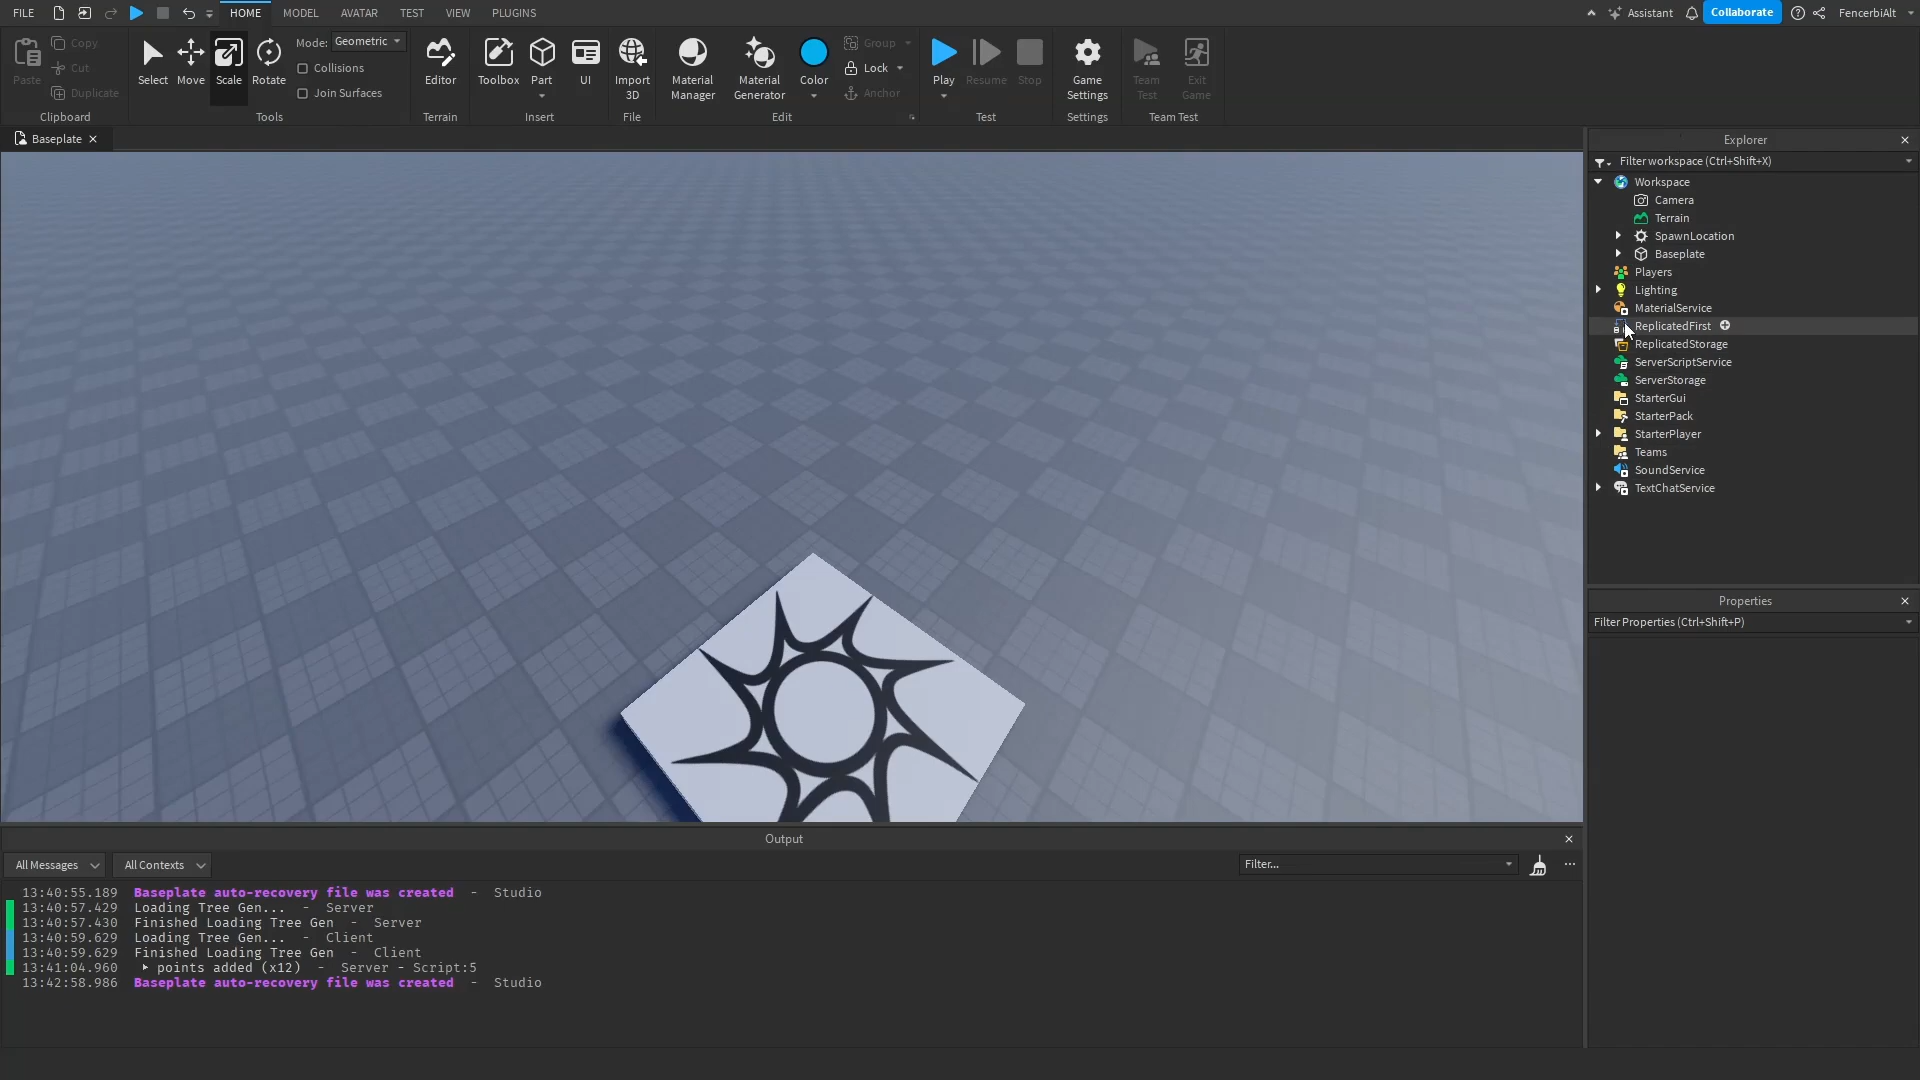 FILE HOME MODEL AVATAR TEST VIEW PLUGINS Assistant Collaborate FencerbiAlt
Paste Copy Cut Duplicate
Clipboard
Select Move Scale Rotate
Mode: Geometric
Collisions
Join Surfaces
Tools
Editor
Terrain
Toolbox Part UI
Insert
Import 3D
File
Material Manager
Material Generator
Color
Group
Lock
Anchor
Edit
Play Resume Stop
Test
Game Settings
Settings
Team Test
Exit Game
Team Test
Baseplate
Explorer
Filter workspace (Ctrl+Shift+X)
Workspace
Camera
Terrain
SpawnLocation
Baseplate
Players
Lighting
MaterialService
ReplicatedFirst
ReplicatedStorage
ServerScriptService
ServerStorage
StarterGui
StarterPack
StarterPlayer
Teams
SoundService
TextChatService
Properties
Filter Properties (Ctrl+Shift+P)
Output
All Messages All Contexts Filter...
13:40:55.189 Baseplate auto-recovery file was created - Studio
13:40:57.429 Loading Tree Gen... - Server
13:40:57.430 Finished Loading Tree Gen - Server
13:40:59.629 Loading Tree Gen... - Client
13:40:59.629 Finished Loading Tree Gen - Client
13:41:04.960 points added (x12) - Server - Script:5
13:42:58.986 Baseplate auto-recovery file was created - Studio